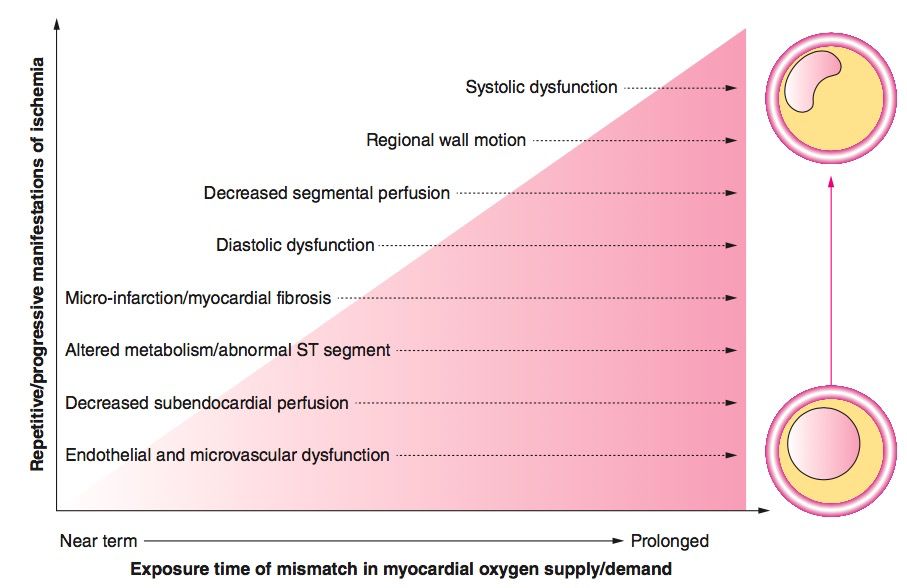 Repetitive/progressive manifestations of ischemia
Systolic dysfunction
Regional wall motion
Decreased segmental perfusion
Diastolic dysfunction
Micro-infarction/myocardial fibrosis
Altered metabolism/abnormal ST segment
Decreased subendocardial perfusion
Endothelial and microvascular dysfunction
Near term
Prolonged
Exposure time of mismatch in myocardial oxygen supply/demand